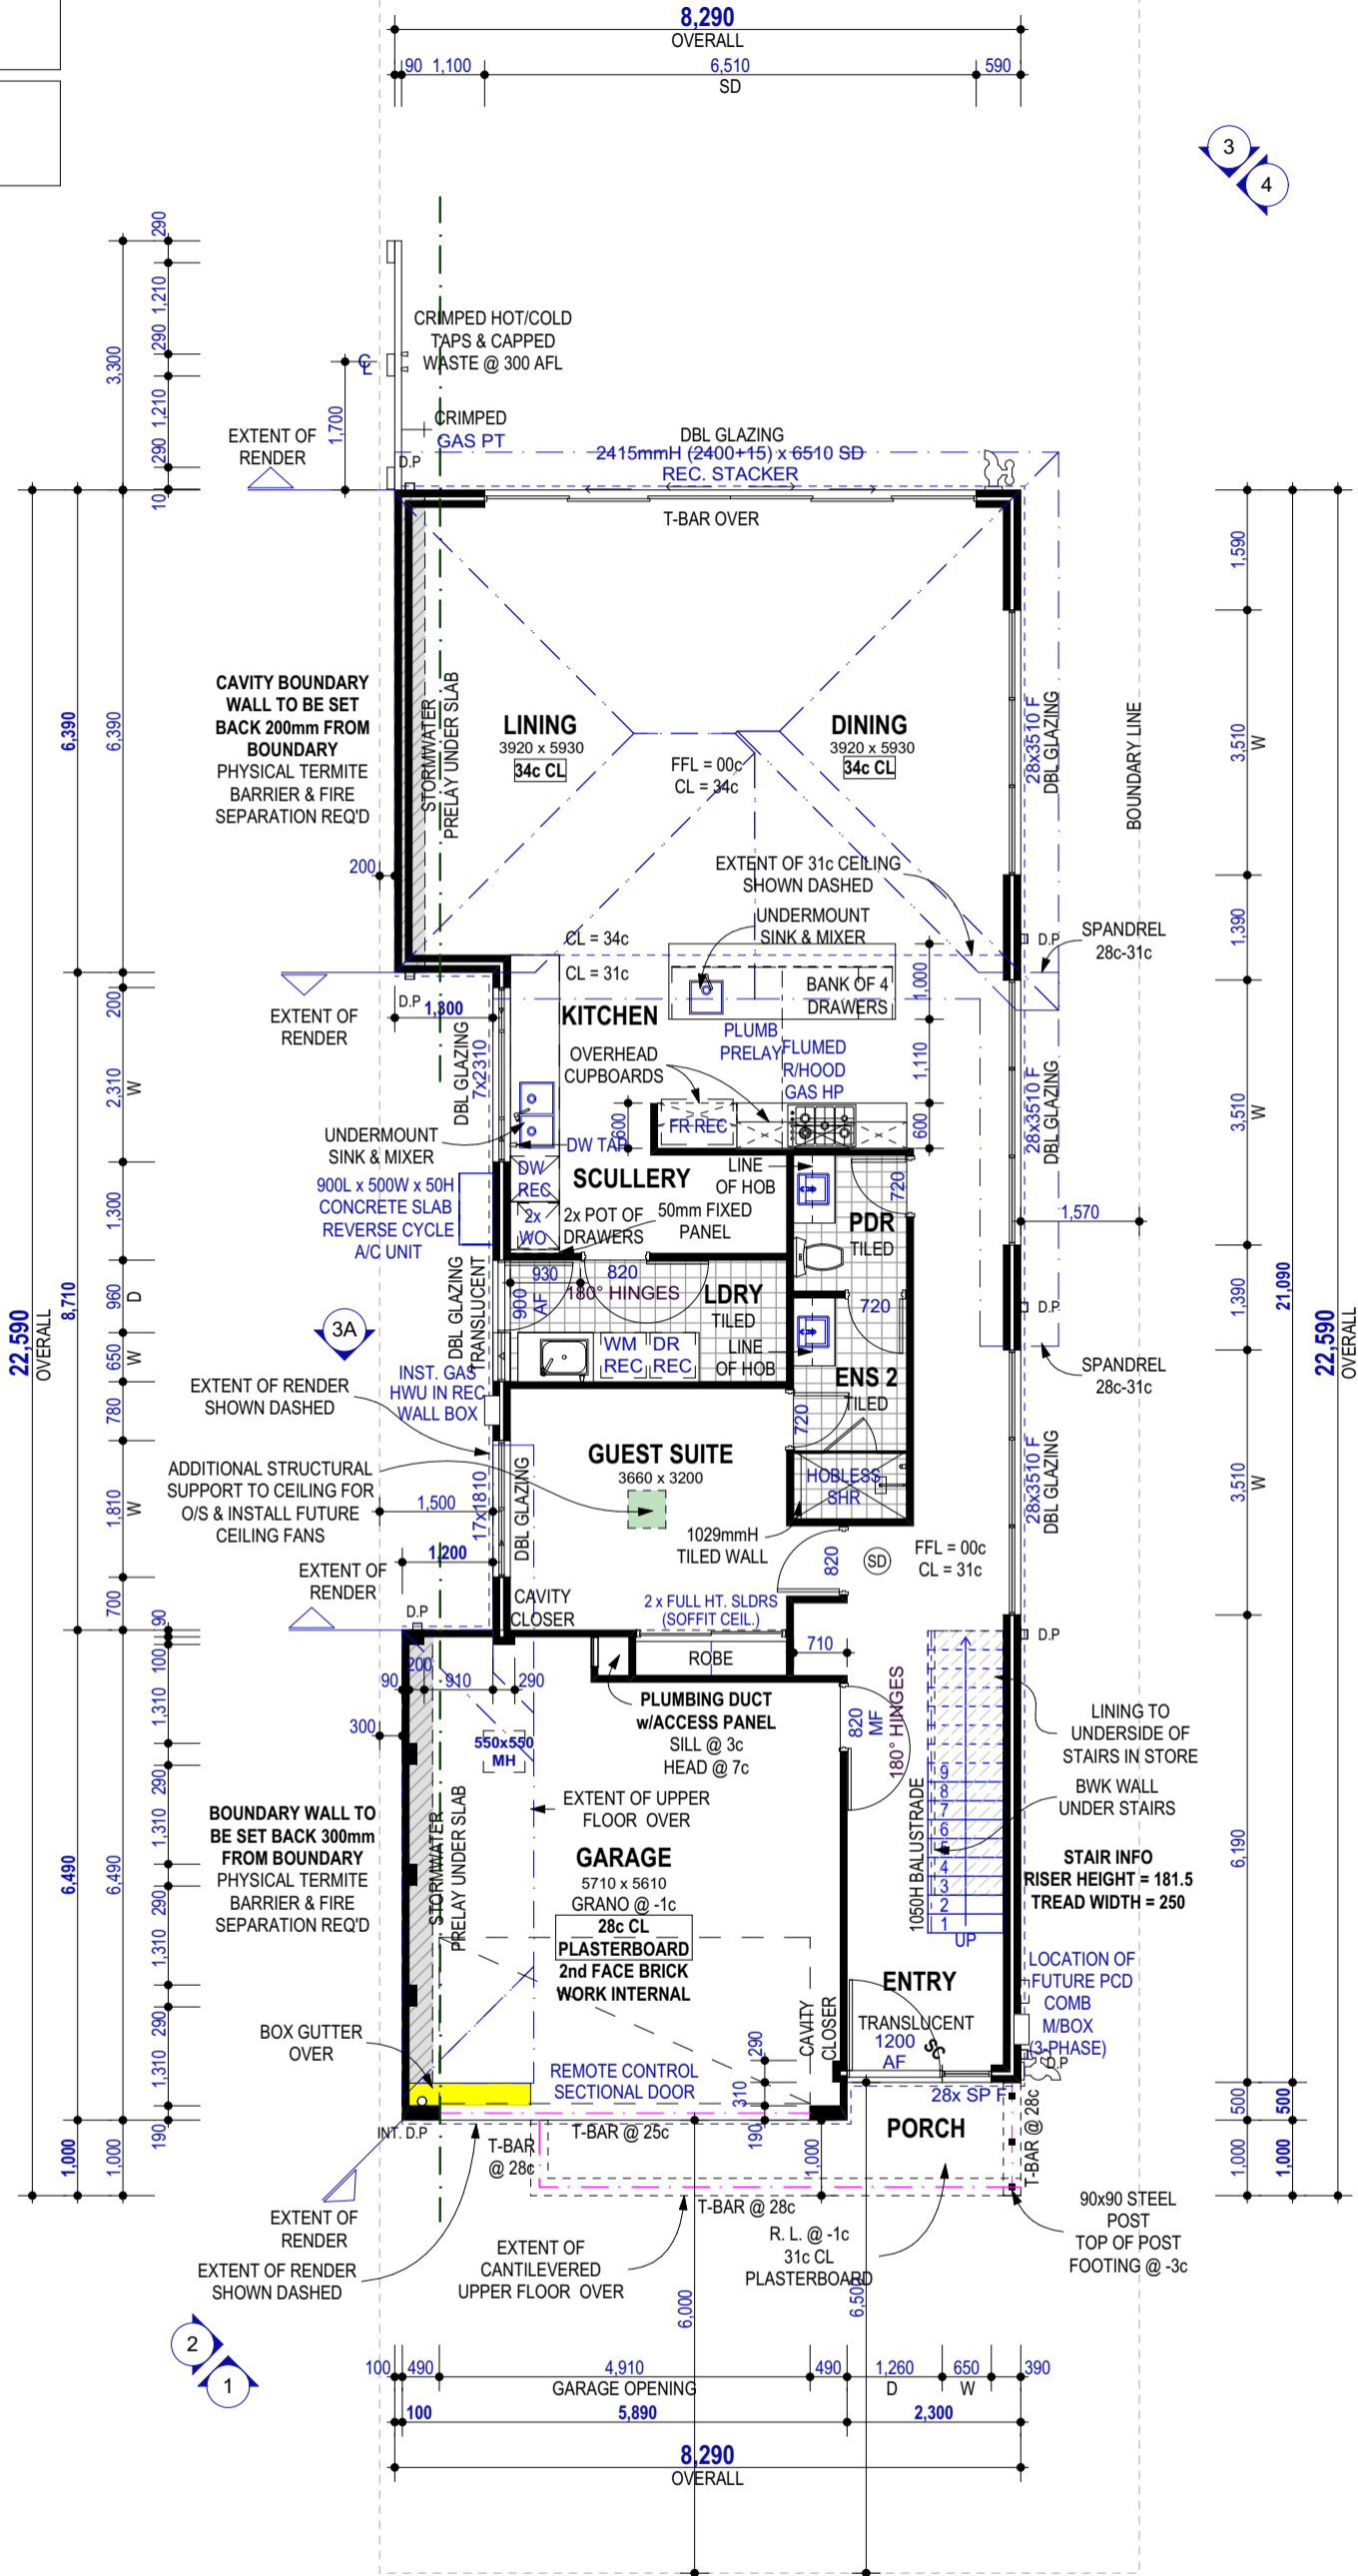 8,290
OVERALL
90 1,100 6,510 590
SD
3
4
290
1,210
290
1,210
290
10
3,300
1,700
CL
CRIMPED HOT/COLD
TAPS & CAPPED
WASTE @ 300 AFL
CRIMPED
GAS PT
EXTENT OF
RENDER
D.P
DBL GLAZING
2415mmH (2400+15) x 6510 SD
REC. STACKER
T-BAR OVER
1,590
CAVITY BOUNDARY
WALL TO BE SET
BACK 200mm FROM
BOUNDARY
PHYSICAL TERMITE
BARRIER & FIRE
SEPARATION REQ'D
6,390
6,390
STORMWATER
PRELAY UNDER SLAB
LINING
3920 x 5930
34c CL
DINING
3920 x 5930
34c CL
FFL = 00c
CL = 34c
28x3510 F
DBL GLAZING
BOUNDARY LINE
3,510
W
200
EXTENT OF 31c CEILING
SHOWN DASHED
UNDERMOUNT
SINK & MIXER
CL = 34c
CL = 31c
D.P
SPANDREL
28c-31c
1,390
BANK OF 4
DRAWERS
1,000
KITCHEN
D.P
1,300
EXTENT OF
RENDER
200
PLUMB
PRELAY
FLUMED
R/HOOD
GAS HP
1,110
OVERHEAD
CUPBOARDS
DBL GLAZING
7x2310
2,310
W
28x3510 F
DBL GLAZING
3,510
W
600
FR REC
600
UNDERMOUNT
SINK & MIXER
DW TAP
DW
REC
SCULLERY
LINE
OF HOB
720
900L x 500W x 50H
CONCRETE SLAB
REVERSE CYCLE
A/C UNIT
1,300
2x
WO
2x POT OF
DRAWERS
50mm FIXED
PANEL
PDR
TILED
1,570
22,590
OVERALL
8,710
960
D
DBL GLAZING
TRANSLUCENT
930
820
900
AF
180° HINGES
LDRY
TILED
720
D.P
1,390
21,090
22,590
OVERALL
3A
650
W
WM
REC
DR
REC
LINE
OF HOB
ENS 2
TILED
SPANDREL
28c-31c
INST. GAS
HWU IN REC
WALL BOX
EXTENT OF RENDER
SHOWN DASHED
780
720
GUEST SUITE
3660 x 3200
HOBLESS
SHR
28x3510 F
DBL GLAZING
3,510
W
ADDITIONAL STRUCTURAL
SUPPORT TO CEILING FOR
O/S & INSTALL FUTURE
CEILING FANS
1,810
W
1,500
17x1810
DBL GLAZING
1029mmH
TILED WALL
820
SD
FFL = 00c
CL = 31c
1,200
EXTENT OF
RENDER
700
D.P
CAVITY
CLOSER
2 x FULL HT. SLDRS
(SOFFIT CEIL.)
ROBE
710
D.P
90
100
200
90 910 290
300
1,310
PLUMBING DUCT
w/ACCESS PANEL
SILL @ 3c
HEAD @ 7c
820
MF
180° HINGES
LINING TO
UNDERSIDE OF
STAIRS IN STORE
550x550
MH
290
EXTENT OF UPPER
FLOOR OVER
9
8
7
6
5
4
3
2
1
UP
1050H BALUSTRADE
BWK WALL
UNDER STAIRS
BOUNDARY WALL TO
BE SET BACK 300mm
FROM BOUNDARY
PHYSICAL TERMITE
BARRIER & FIRE
SEPARATION REQ'D
1,310
6,490
6,490
290
1,310
290
1,310
190
STORMWATER
PRELAY UNDER SLAB
GARAGE
5710 x 5610
GRANO @ -1c
28c CL
PLASTERBOARD
2nd FACE BRICK
WORK INTERNAL
STAIR INFO
RISER HEIGHT = 181.5
TREAD WIDTH = 250
6,190
ENTRY
TRANSLUCENT
1200
AF
SC
LOCATION OF
FUTURE PCD
COMB
M/BOX
(3-PHASE)
D.P
BOX GUTTER
OVER
CAVITY
CLOSER
290
310
190
REMOTE CONTROL
SECTIONAL DOOR
28x SP F
PORCH
T-BAR @ 28c
500
500
INT. D.P
T-BAR
@ 28c
T-BAR @ 25c
1,000
1,000
1,000
1,000
1,000
T-BAR @ 28c
EXTENT OF
RENDER
EXTENT OF RENDER
SHOWN DASHED
EXTENT OF
CANTILEVERED
UPPER FLOOR OVER
R. L. @ -1c
31c CL
PLASTERBOARD
90x90 STEEL
POST
TOP OF POST
FOOTING @ -3c
6,000
6,500
2
1
100 490 4,910 490 1,260 650 390
GARAGE OPENING D W
100 5,890 2,300
8,290
OVERALL